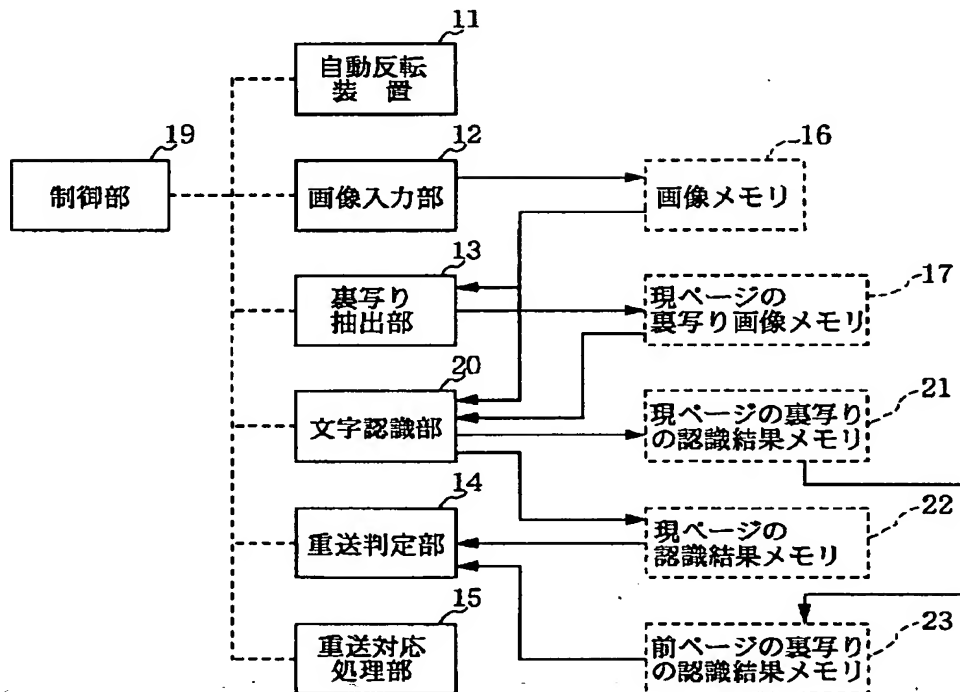 11
自動反転
装　置
19
制御部
12
画像入力部
16
画像メモリ
13
裏写り
抽出部
17
現ページの
裏写り画像メモリ
20
文字認識部
21
現ページの裏写り
の認識結果メモリ
14
重送判定部
22
現ページの
認識結果メモリ
15
重送対応
処理部
23
前ページの裏写り
の認識結果メモリ